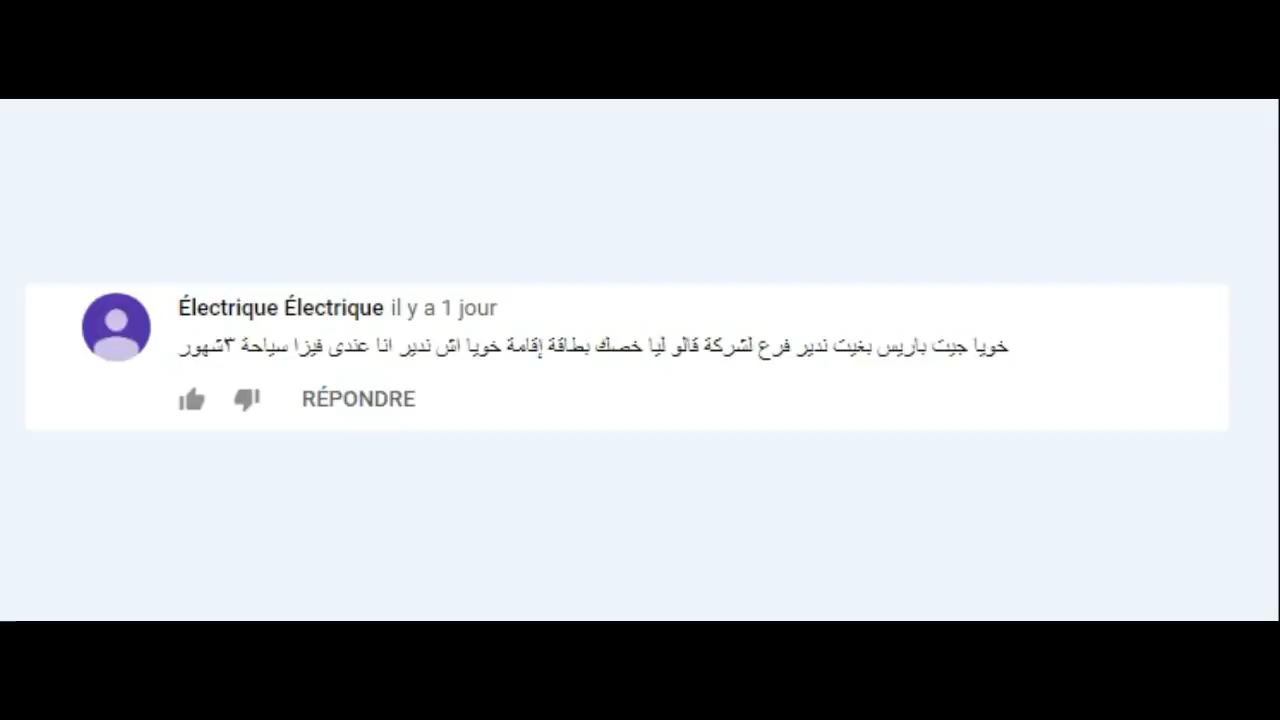 Électrique Électrique il y a 1 jour
خويا جيت باريس بغيت ندير فرع لشركة قالو ليا خصك بطاقة إقامة خويا اش ندير انا عندى فيزا سياحة ٣شهور
RÉPONDRE